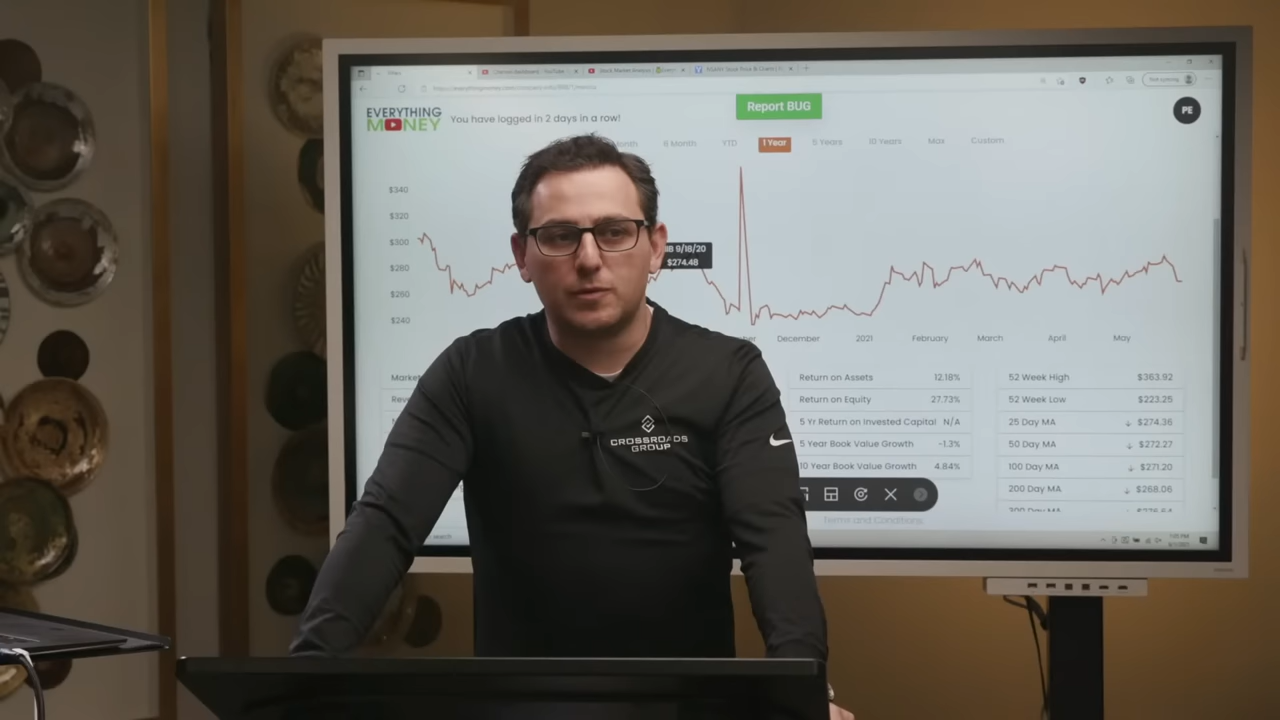 EVERYTHING
MONEY
You have logged in 2 days in a row!
Report BUG
PE
6 Month
YTD
1 Year
5 Years
10 Years
Max
Custom
$340
$320
$300
$280
$260
$240
9/18/20
$274.48
December
2021
February
March
April
May
Return on Assets 12.18%
Return on Equity 27.73%
5 Yr Return on Invested Capital N/A
5 Year Book Value Growth -1.3%
10 Year Book Value Growth 4.84%
52 Week High $363.92
52 Week Low $223.25
25 Day MA ↓ $274.36
50 Day MA ↓ $272.27
100 Day MA ↓ $271.20
200 Day MA ↓ $268.06
Terms and Conditions
CROSSROADS
GROUP